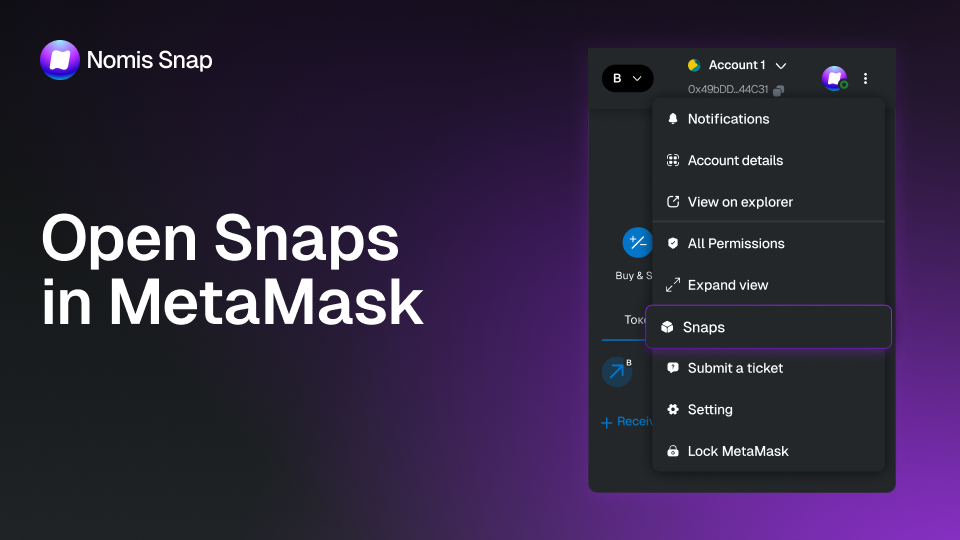 Nomis Snap
Open Snaps
in MetaMask
B
Account 1
0x49bDD...44C31
Notifications
Account details
View on explorer
All Permissions
Buy & S
Expand view
Toke
Snaps
B
Submit a ticket
Setting
+ Receiv
Lock MetaMask